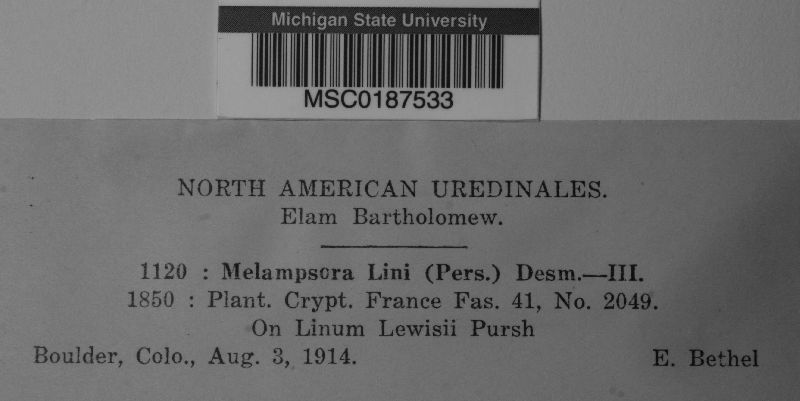 Michigan State University
MSC0187533
NORTH AMERICAN UREDINALES.
Elam Bartholomew.
1120 : Melampsora Lini (Pers.) Desm.—III.
1850 : Plant. Crypt. France Fas. 41, No. 2049.
On Linum Lewisii Pursh
Boulder, Colo., Aug. 3, 1914. E. Bethel